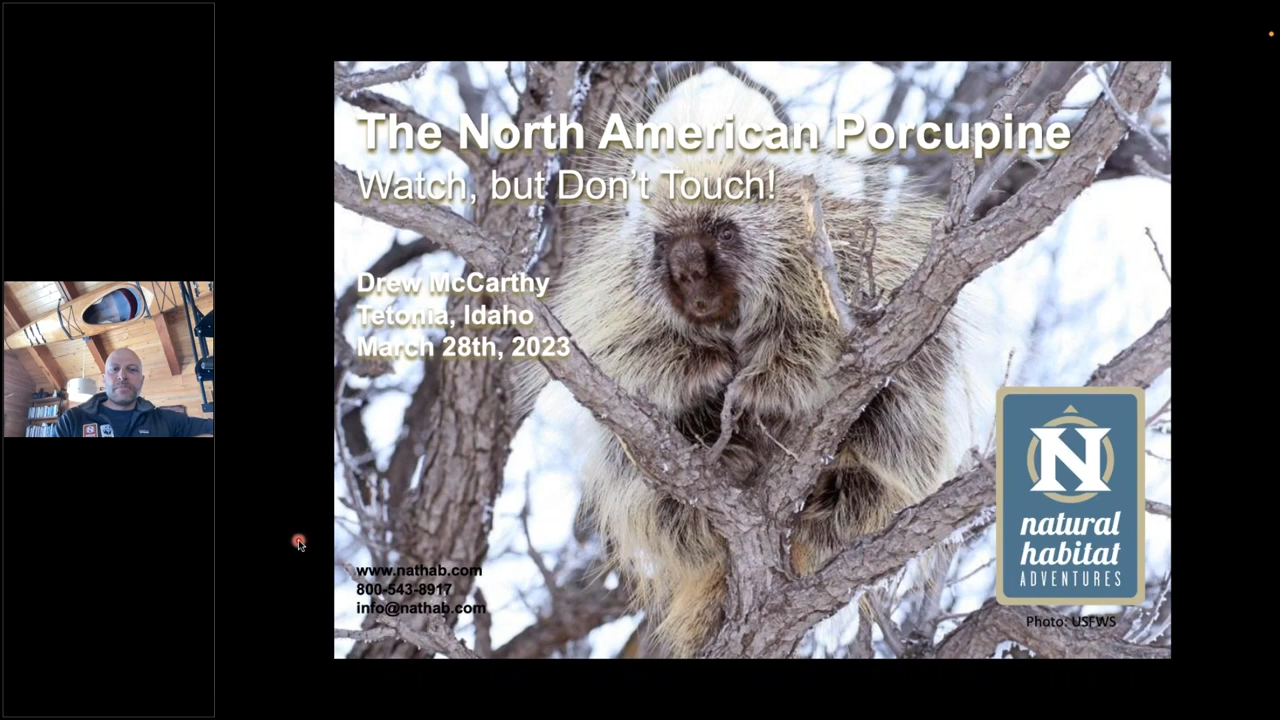 The North American Porcupine
Watch, but Don't Touch!
Drew McCarthy
Tetonia, Idaho
March 28th, 2023
www.nathab.com
800-543-8917
info@nathab.com
N
natural
habitat
ADVENTURES
Photo: USFWS